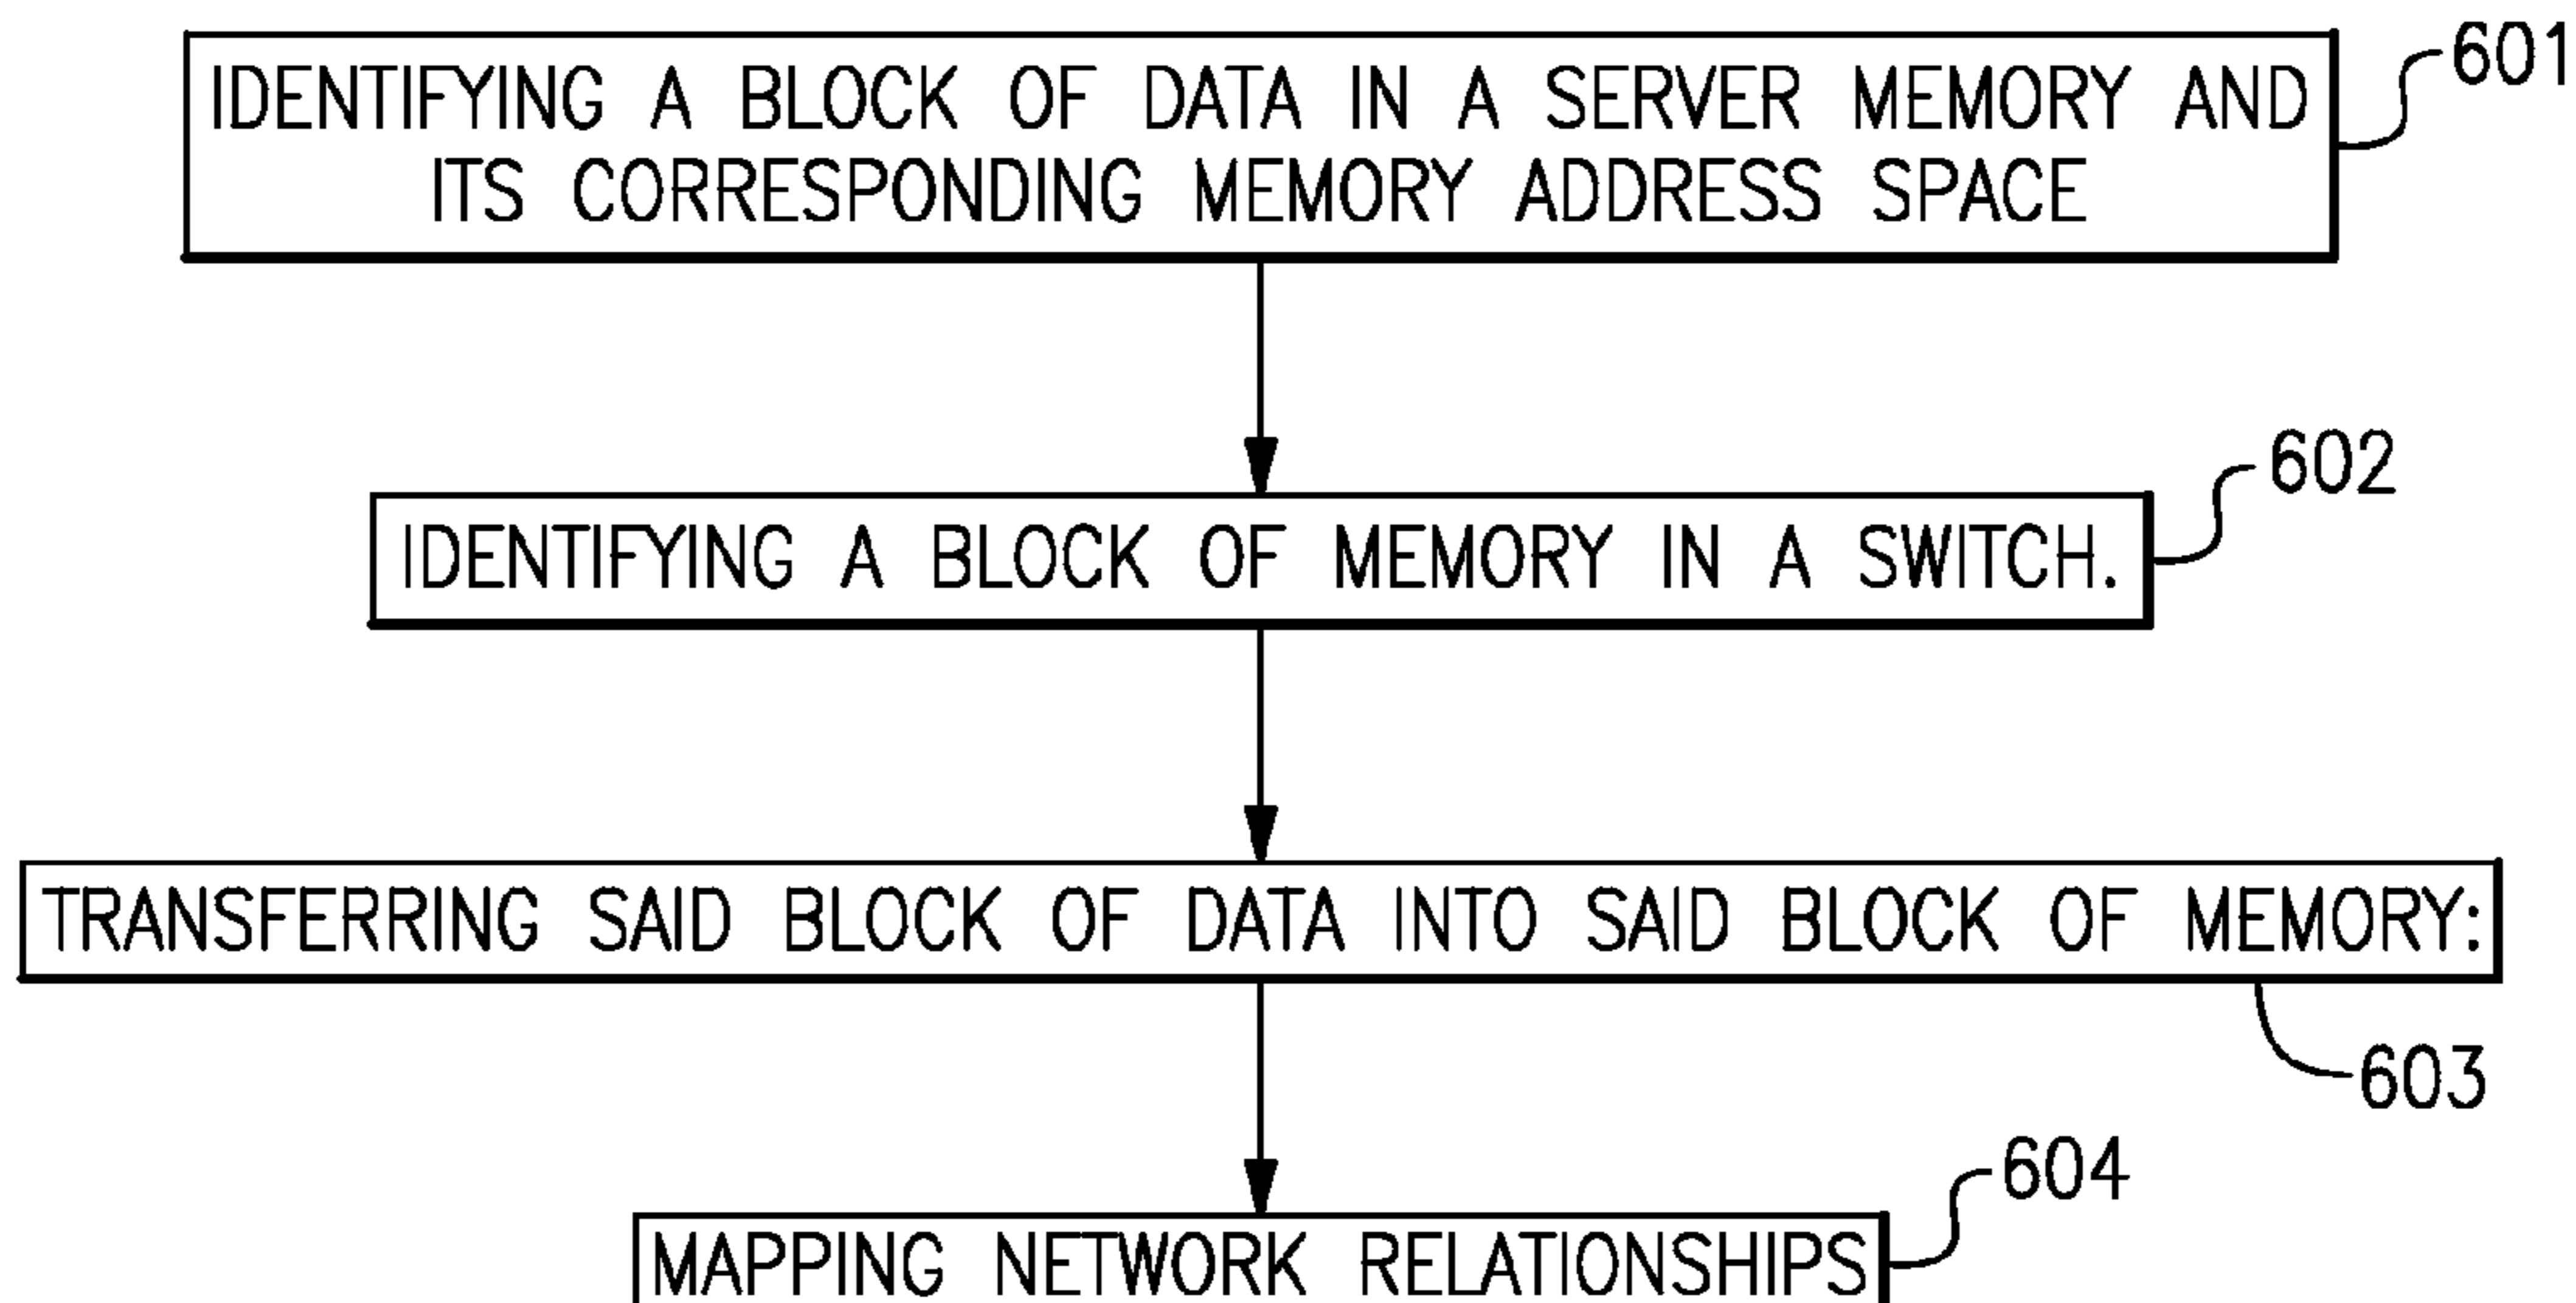 IDENTIFYING A BLOCK OF DATA IN A SERVER MEMORY AND
ITS CORRESPONDING MEMORY ADDRESS SPACE
601
IDENTIFYING A BLOCK OF MEMORY IN A SWITCH.
602
TRANSFERRING SAID BLOCK OF DATA INTO SAID BLOCK OF MEMORY:
603
604
MAPPING NETWORK RELATIONSHIPS